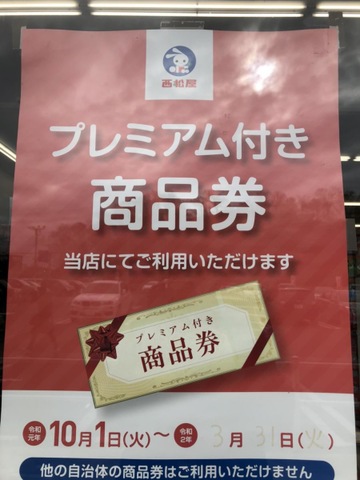 西松屋
プレミアム付き
商品券
当店にてご利用いただけます
プレミアム付き
商品券
令和元年 10月1日(火)〜 令和2年 3月31日(火)
他の自治体の商品券はご利用いただけません